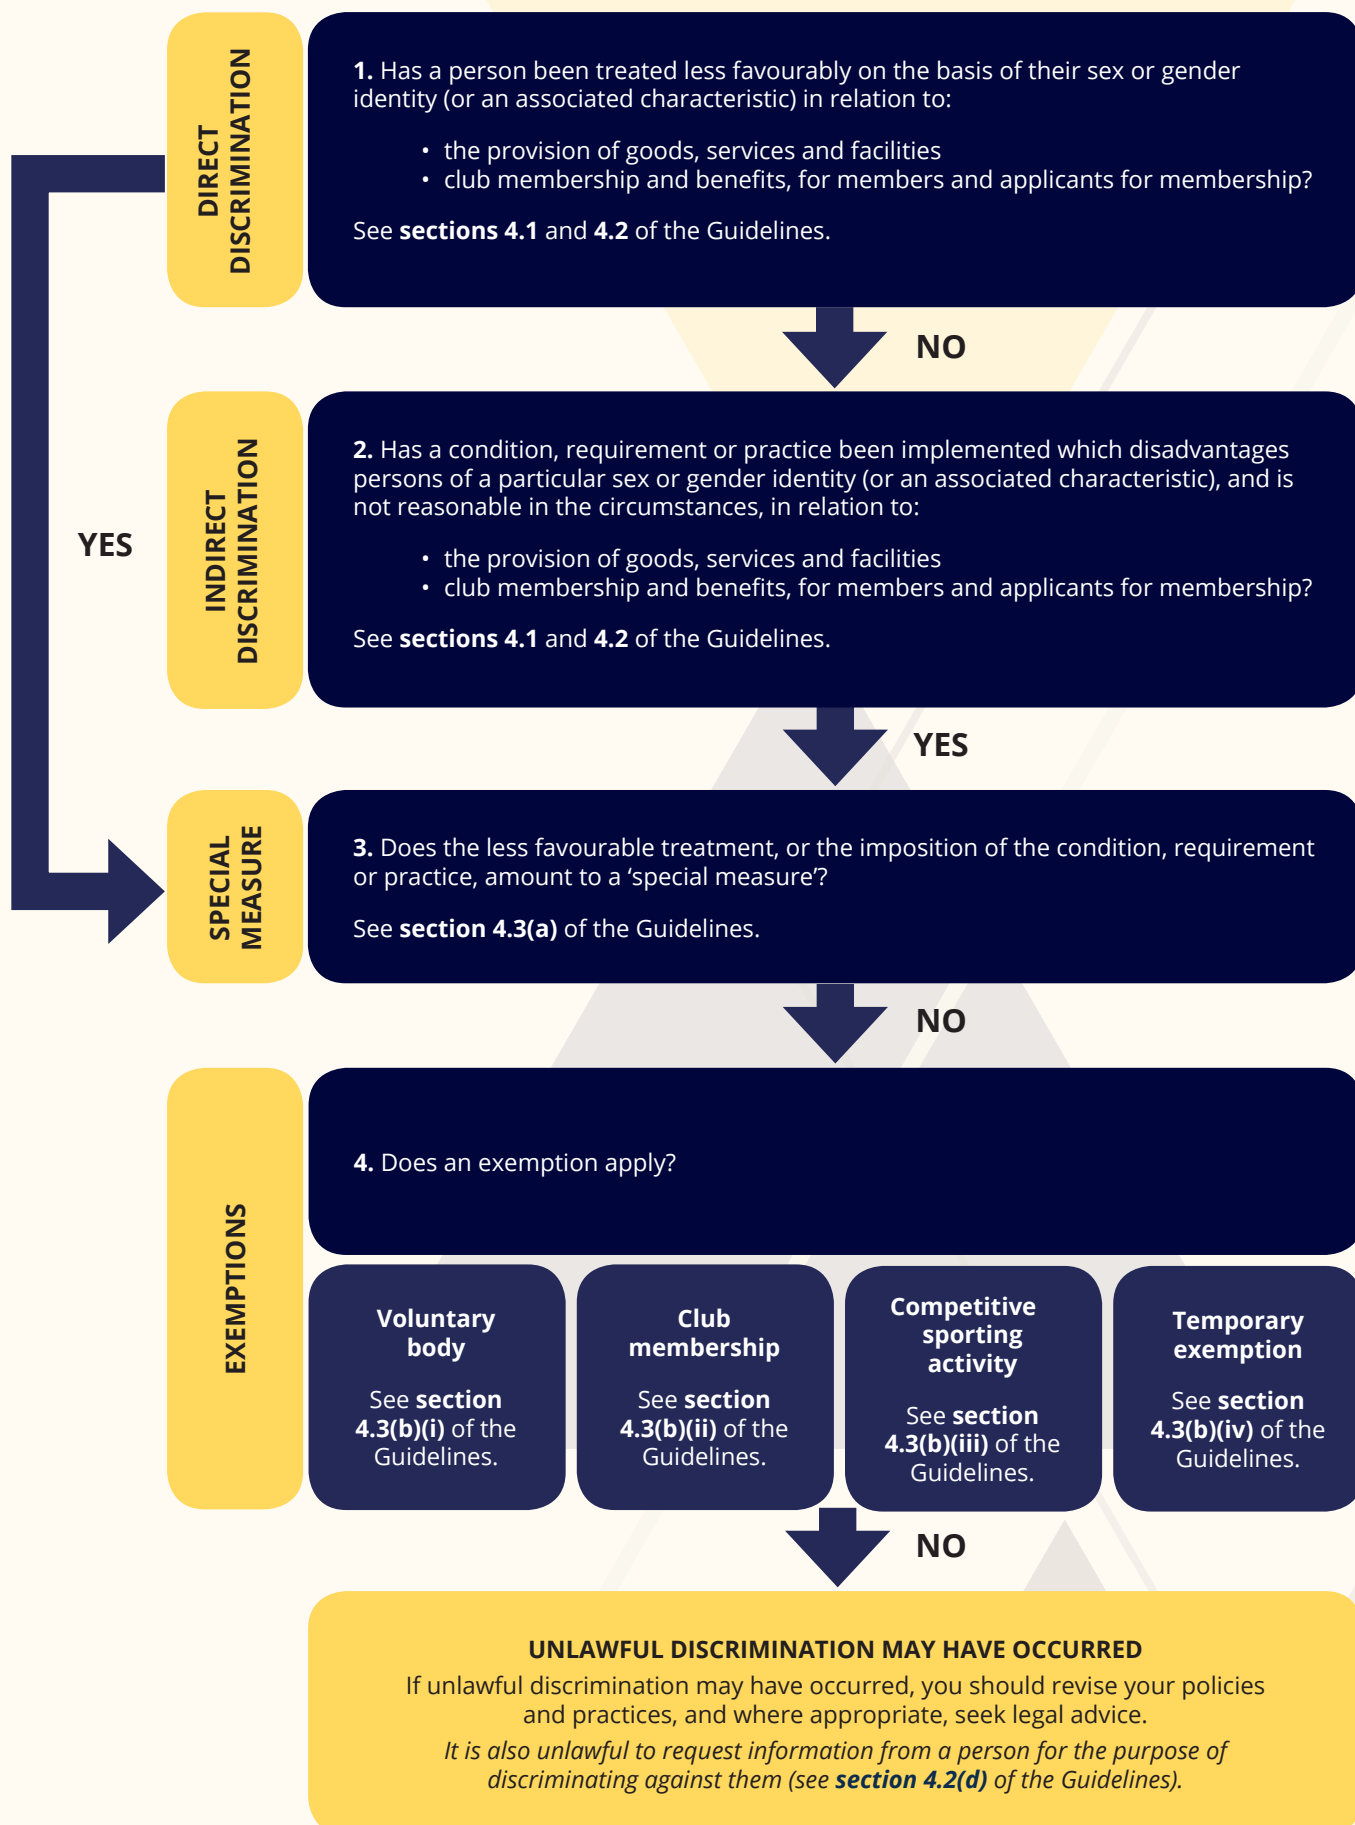 DIRECT
DISCRIMINATION
1. Has a person been treated less favourably on the basis of their sex or gender
identity (or an associated characteristic) in relation to:
• the provision of goods, services and facilities
• club membership and benefits, for members and applicants for membership?
See sections 4.1 and 4.2 of the Guidelines.
NO
YES
INDIRECT
DISCRIMINATION
2. Has a condition, requirement or practice been implemented which disadvantages
persons of a particular sex or gender identity (or an associated characteristic), and is
not reasonable in the circumstances, in relation to:
• the provision of goods, services and facilities
• club membership and benefits, for members and applicants for membership?
See sections 4.1 and 4.2 of the Guidelines.
YES
SPECIAL
MEASURE
3. Does the less favourable treatment, or the imposition of the condition, requirement
or practice, amount to a ‘special measure’?
See section 4.3(a) of the Guidelines.
NO
EXEMPTIONS
4. Does an exemption apply?
Voluntary
body
See section
4.3(b)(i) of the
Guidelines.
Club
membership
See section
4.3(b)(ii) of the
Guidelines.
Competitive
sporting
activity
See section
4.3(b)(iii) of the
Guidelines.
Temporary
exemption
See section
4.3(b)(iv) of the
Guidelines.
NO
UNLAWFUL DISCRIMINATION MAY HAVE OCCURRED
If unlawful discrimination may have occurred, you should revise your policies
and practices, and where appropriate, seek legal advice.
It is also unlawful to request information from a person for the purpose of
discriminating against them (see section 4.2(d) of the Guidelines).